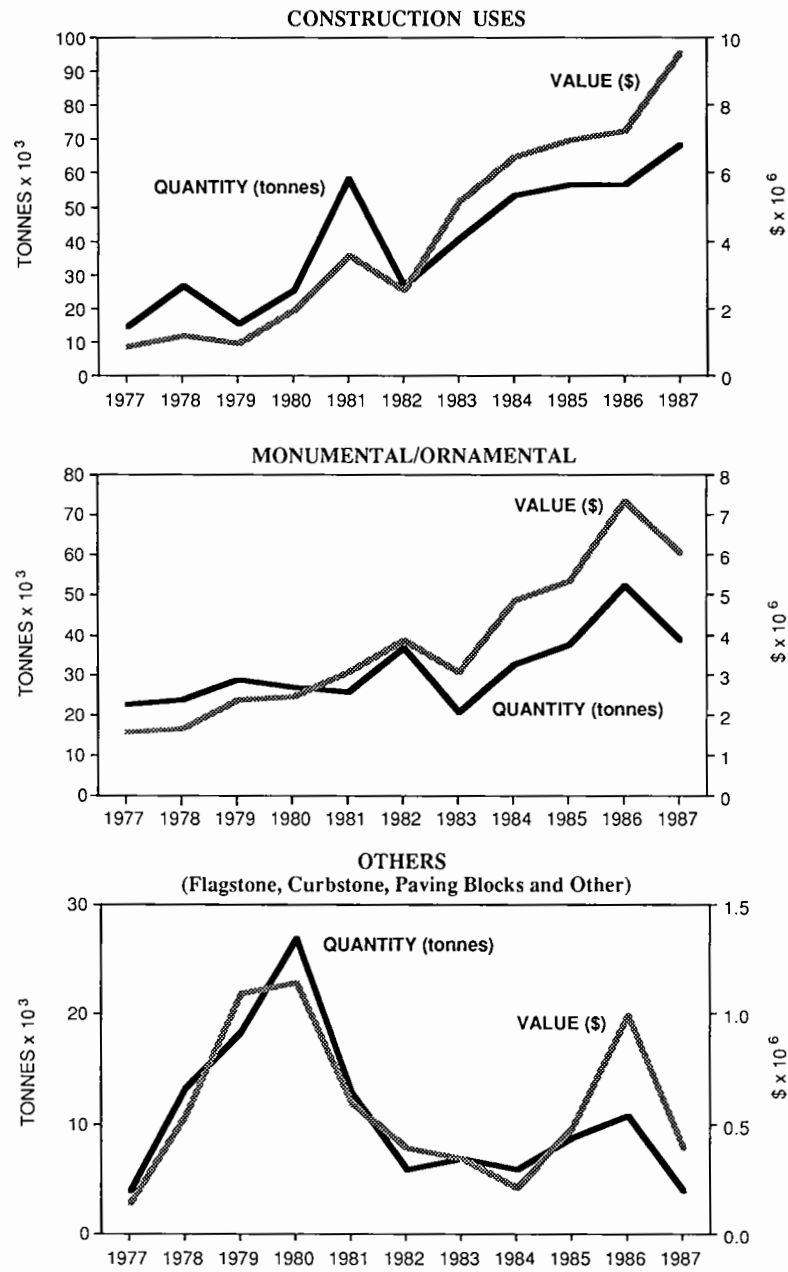 CONSTRUCTION USES
100
90
80
70
60
50
40
30
20
10
0
TONNES x 10³
10
8
6
4
2
0
$ x 10⁶
VALUE ($)
QUANTITY (tonnes)
1977 1978 1979 1980 1981 1982 1983 1984 1985 1986 1987
MONUMENTAL/ORNAMENTAL
80
70
60
50
40
30
20
10
0
TONNES x 10³
8
7
6
5
4
3
2
1
0
$ x 10⁶
VALUE ($)
QUANTITY (tonnes)
1977 1978 1979 1980 1981 1982 1983 1984 1985 1986 1987
OTHERS
(Flagstone, Curbstone, Paving Blocks and Other)
30
20
10
0
TONNES x 10³
1.5
1.0
0.5
0.0
$ x 10⁶
QUANTITY (tonnes)
VALUE ($)
1977 1978 1979 1980 1981 1982 1983 1984 1985 1986 1987